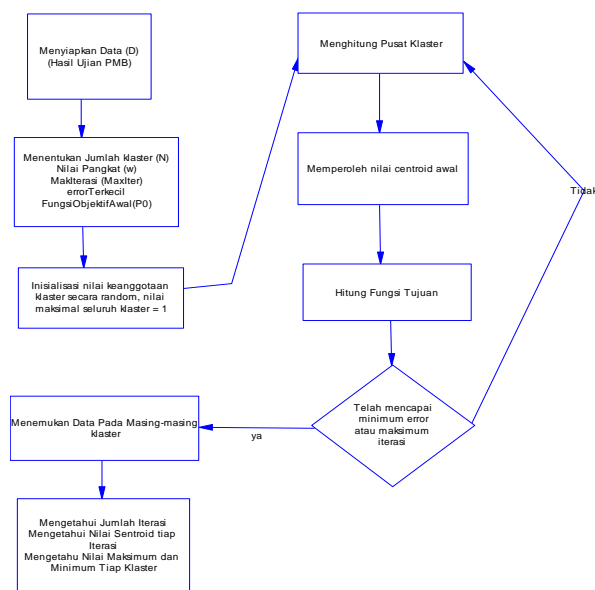 Menyiapkan Data (D)
(Hasil Ujian PMB)
Menentukan Jumlah klaster (N)
Nilai Pangkat (w)
MakIterasi (MaxIter)
errorTerkecil
FungsiObjektifAwal(P0)
Inisialisasi nilai keanggotaan
klaster secara random, nilai
maksimal seluruh klaster = 1
Menghitung Pusat Klaster
Memperoleh nilai centroid awal
Hitung Fungsi Tujuan
Telah mencapai
minimum error
atau maksimum
iterasi
Tidak
ya
Menemukan Data Pada Masing-masing
klaster
Mengetahui Jumlah Iterasi
Mengetahui Nilai Sentroid tiap
Iterasi
Mengetahu Nilai Maksimum dan
Minimum Tiap Klaster